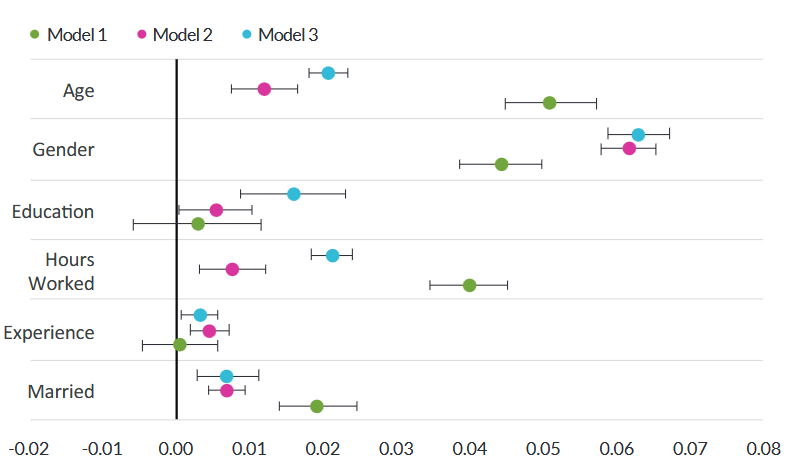 Model 1 Model 2 Model 3
Age
Gender
Education
Hours
Worked
Experience
Married
-0.02 -0.01 0.00 0.01 0.02 0.03 0.04 0.05 0.06 0.07 0.08